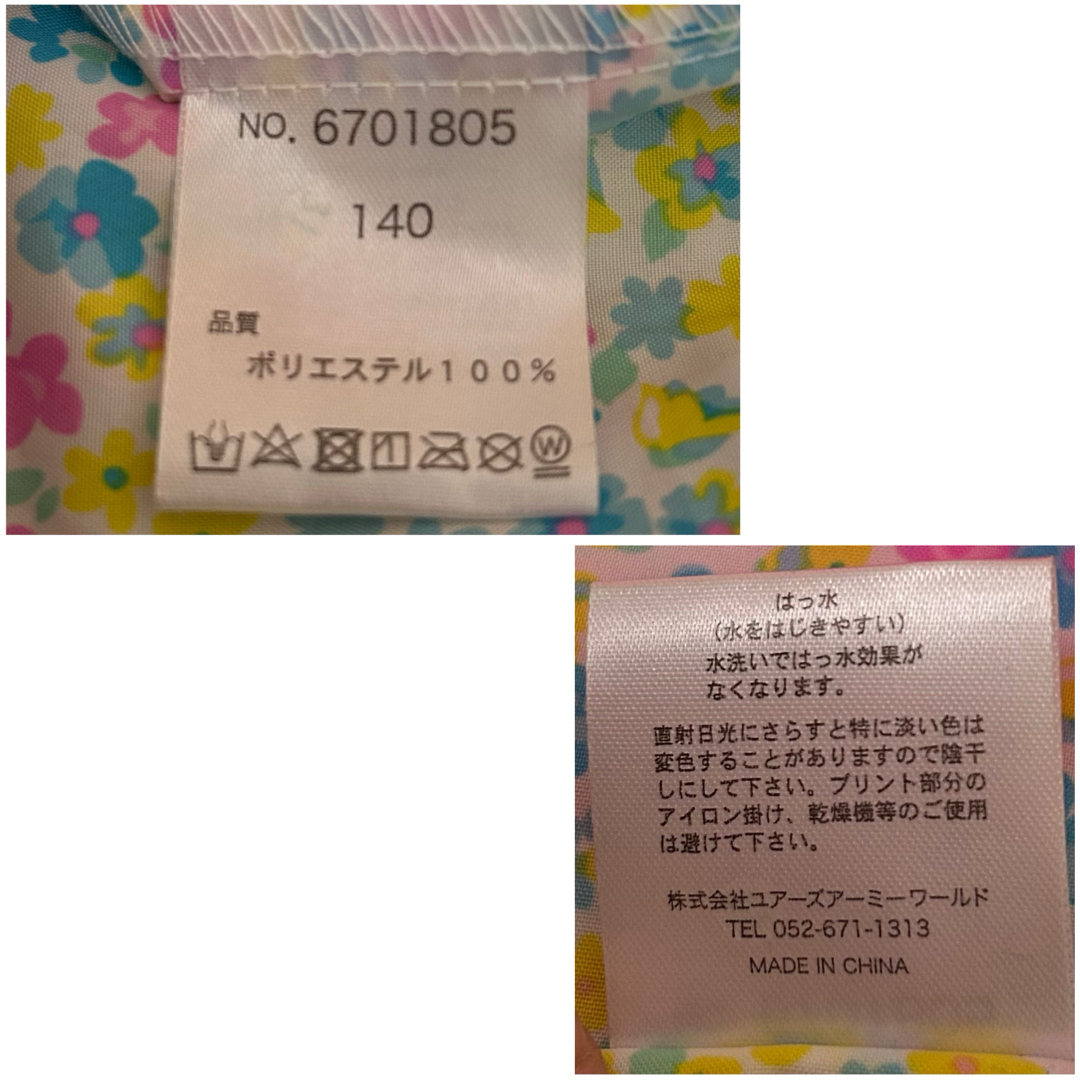 NO. 6701805
140
品質
ポリエステル100%
W
はっ水
(水をはじきやすい)
水洗いではっ水効果が
なくなります。
直射日光にさらすと特に淡い色は
変色することがありますので陰干
しにして下さい。プリント部分の
アイロン掛け、乾燥機等のご使用
は避けて下さい。
株式会社ユアーズアーミーワールド
TEL 052-671-1313
MADE IN CHINA